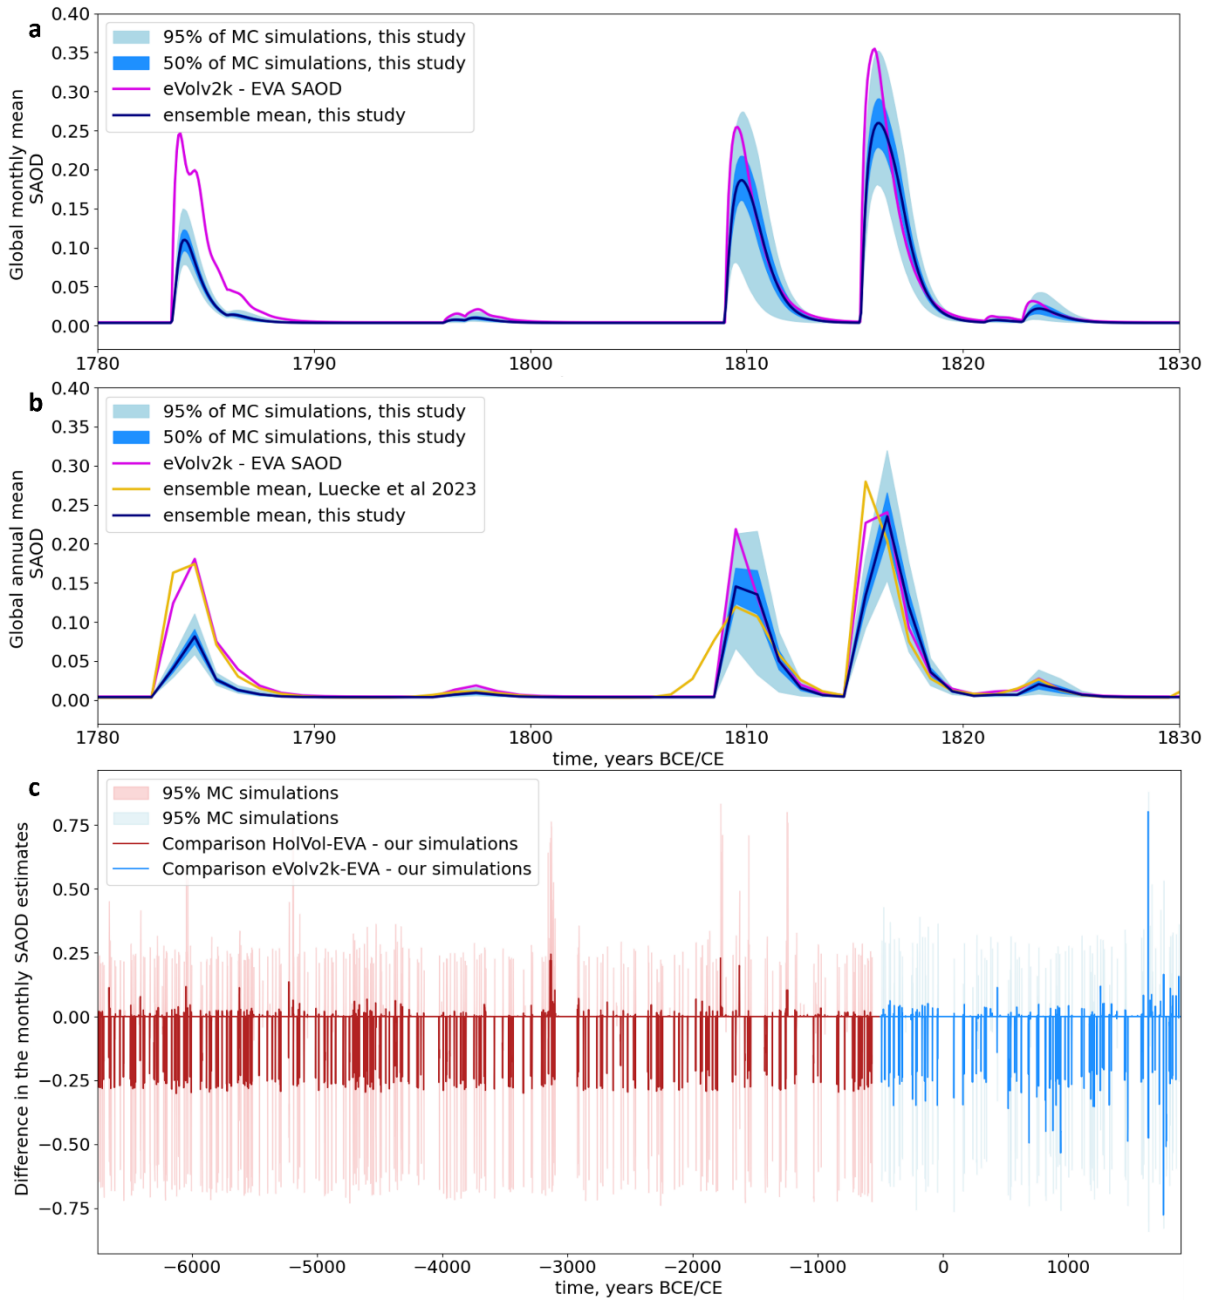 a
0.40
95% of MC simulations, this study
50% of MC simulations, this study
eVolv2k - EVA SAOD
ensemble mean, this study
0.35
0.30
0.25
0.20
0.15
0.10
0.05
0.00
Global monthly mean
SAOD
1780 1790 1800 1810 1820 1830
b
0.40
95% of MC simulations, this study
50% of MC simulations, this study
eVolv2k - EVA SAOD
ensemble mean, Luecke et al 2023
ensemble mean, this study
0.35
0.30
0.25
0.20
0.15
0.10
0.05
0.00
Global annual mean
SAOD
1780 1790 1800 1810 1820 1830
time, years BCE/CE
c
95% MC simulations
95% MC simulations
Comparison HolVol-EVA - our simulations
Comparison eVolv2k-EVA - our simulations
0.75
0.50
0.25
0.00
−0.25
−0.50
−0.75
Difference in the monthly SAOD estimates
−6000 −5000 −4000 −3000 −2000 −1000 0 1000
time, years BCE/CE